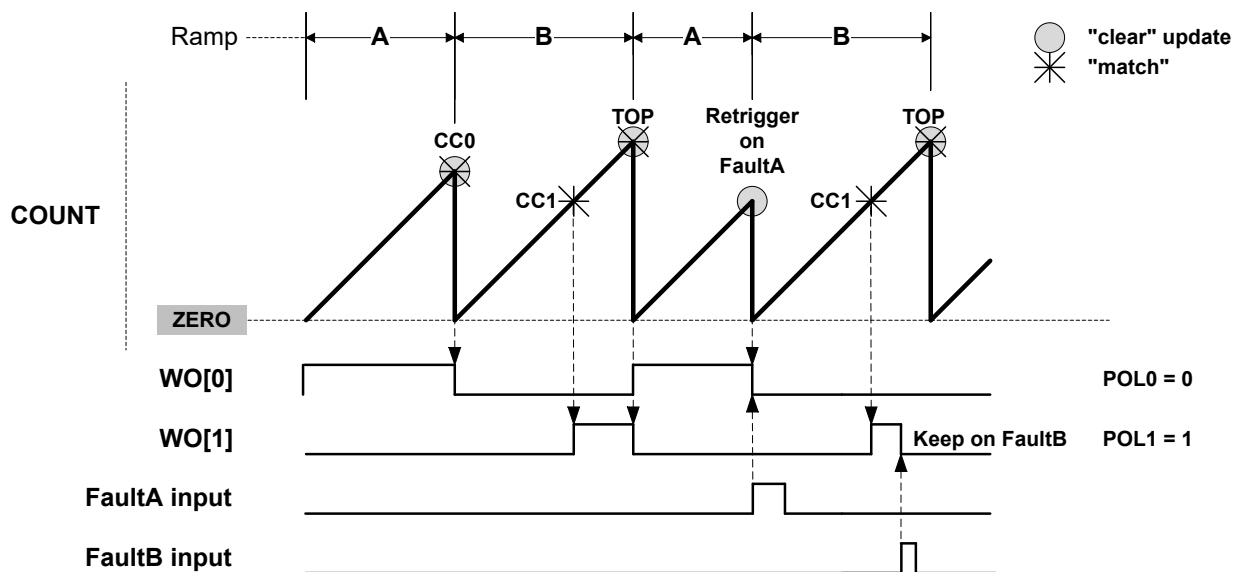 Ramp
A
B
A
B
"clear" update
"match"
TOP
Retrigger
on
FaultA
TOP
CC0
CC1
CC1
COUNT
ZERO
WO[0]
POL0 = 0
WO[1]
Keep on FaultB
POL1 = 1
FaultA input
FaultB input